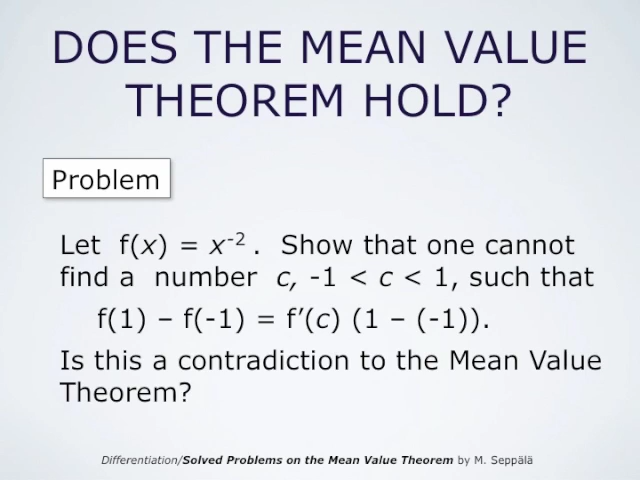 DOES THE MEAN VALUE
THEOREM HOLD?
Problem
Let f(x) = x⁻² . Show that one cannot
find a number c, -1 < c < 1, such that
f(1) – f(-1) = f’(c) (1 – (-1)).
Is this a contradiction to the Mean Value
Theorem?
Differentiation/Solved Problems on the Mean Value Theorem by M. Seppälä